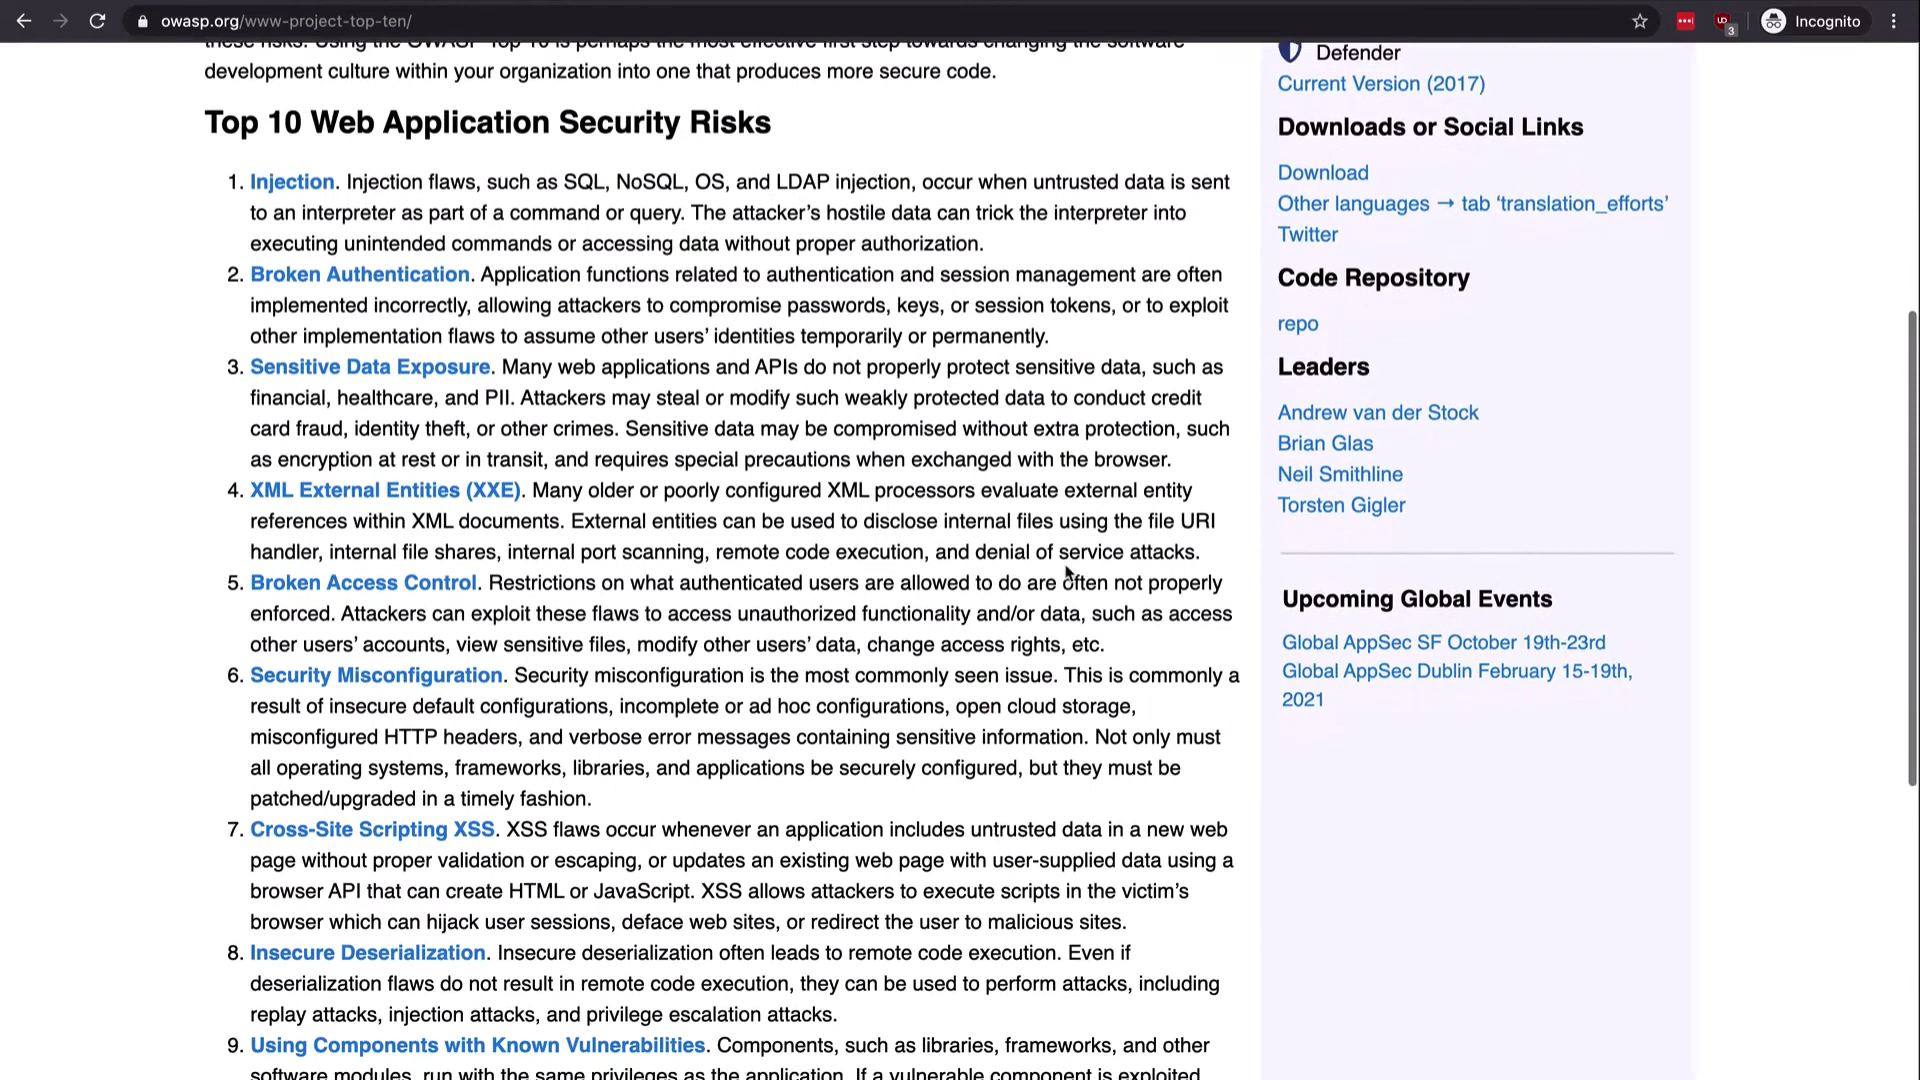 owasp.org/www-project-top-ten/
3
Incognito
these risks. Using the OWASP Top 10 is perhaps the most effective first step towards changing the software
development culture within your organization into one that produces more secure code.
Top 10 Web Application Security Risks
1. Injection. Injection flaws, such as SQL, NoSQL, OS, and LDAP injection, occur when untrusted data is sent
to an interpreter as part of a command or query. The attacker’s hostile data can trick the interpreter into
executing unintended commands or accessing data without proper authorization.
2. Broken Authentication. Application functions related to authentication and session management are often
implemented incorrectly, allowing attackers to compromise passwords, keys, or session tokens, or to exploit
other implementation flaws to assume other users’ identities temporarily or permanently.
3. Sensitive Data Exposure. Many web applications and APIs do not properly protect sensitive data, such as
financial, healthcare, and PII. Attackers may steal or modify such weakly protected data to conduct credit
card fraud, identity theft, or other crimes. Sensitive data may be compromised without extra protection, such
as encryption at rest or in transit, and requires special precautions when exchanged with the browser.
4. XML External Entities (XXE). Many older or poorly configured XML processors evaluate external entity
references within XML documents. External entities can be used to disclose internal files using the file URI
handler, internal file shares, internal port scanning, remote code execution, and denial of service attacks.
5. Broken Access Control. Restrictions on what authenticated users are allowed to do are often not properly
enforced. Attackers can exploit these flaws to access unauthorized functionality and/or data, such as access
other users’ accounts, view sensitive files, modify other users’ data, change access rights, etc.
6. Security Misconfiguration. Security misconfiguration is the most commonly seen issue. This is commonly a
result of insecure default configurations, incomplete or ad hoc configurations, open cloud storage,
misconfigured HTTP headers, and verbose error messages containing sensitive information. Not only must
all operating systems, frameworks, libraries, and applications be securely configured, but they must be
patched/upgraded in a timely fashion.
7. Cross-Site Scripting XSS. XSS flaws occur whenever an application includes untrusted data in a new web
page without proper validation or escaping, or updates an existing web page with user-supplied data using a
browser API that can create HTML or JavaScript. XSS allows attackers to execute scripts in the victim’s
browser which can hijack user sessions, deface web sites, or redirect the user to malicious sites.
8. Insecure Deserialization. Insecure deserialization often leads to remote code execution. Even if
deserialization flaws do not result in remote code execution, they can be used to perform attacks, including
replay attacks, injection attacks, and privilege escalation attacks.
9. Using Components with Known Vulnerabilities. Components, such as libraries, frameworks, and other
software modules, run with the same privileges as the application. If a vulnerable component is exploited,
Defender
Current Version (2017)
Downloads or Social Links
Download
Other languages → tab ‘translation_efforts’
Twitter
Code Repository
repo
Leaders
Andrew van der Stock
Brian Glas
Neil Smithline
Torsten Gigler
Upcoming Global Events
Global AppSec SF October 19th-23rd
Global AppSec Dublin February 15-19th,
2021